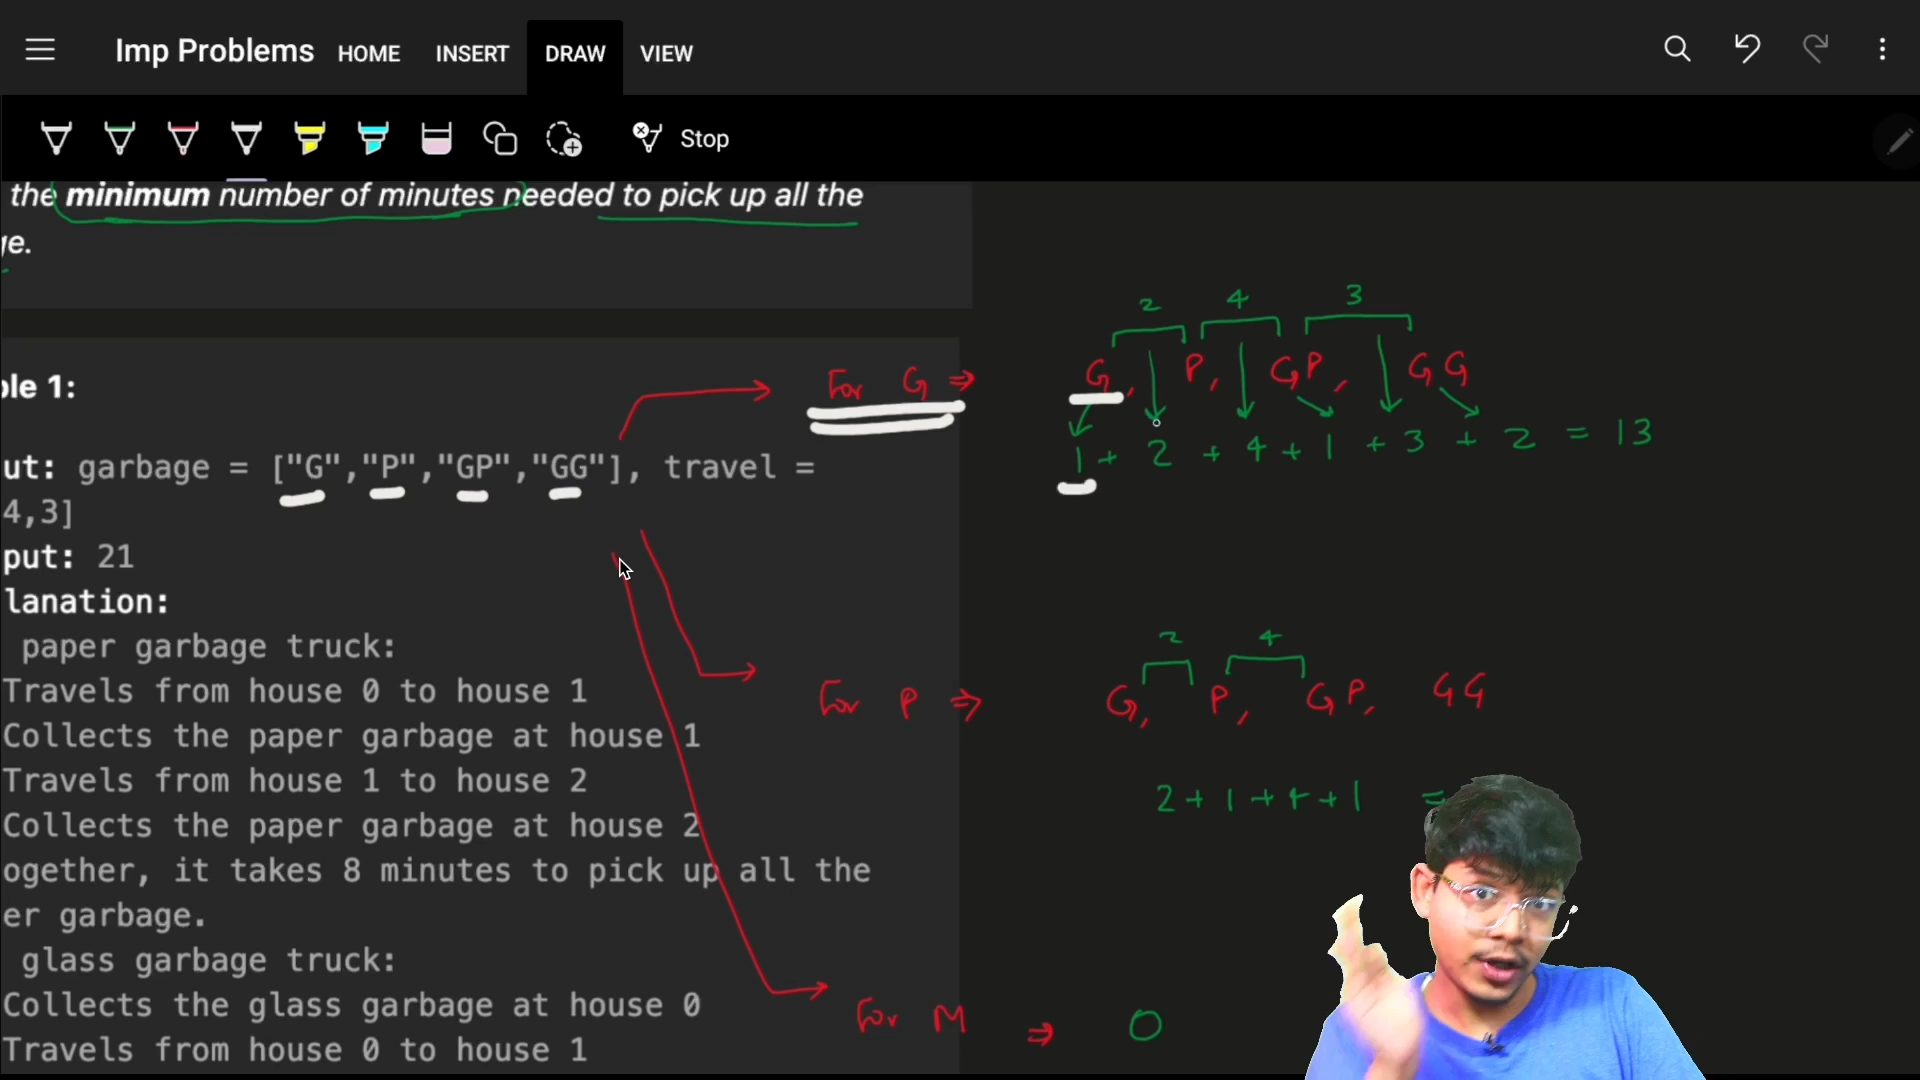 Imp Problems HOME INSERT DRAW VIEW
Stop
the minimum number of minutes needed to pick up all the
ge.
ple 1:
ut: garbage = ["G","P","GP","GG"], travel =
4,3]
put: 21
lanation:
paper garbage truck:
Travels from house 0 to house 1
Collects the paper garbage at house 1
Travels from house 1 to house 2
Collects the paper garbage at house 2
ogether, it takes 8 minutes to pick up all the
er garbage.
glass garbage truck:
Collects the glass garbage at house 0
Travels from house 0 to house 1
2 4 3
For G ⇒ G, P, GP, GG
1 + 2 + 4 + 1 + 3 + 2 = 13
2 4
For P ⇒ G, P, GP, GG
2 + 1 + 4 + 1 =
For M ⇒ 0